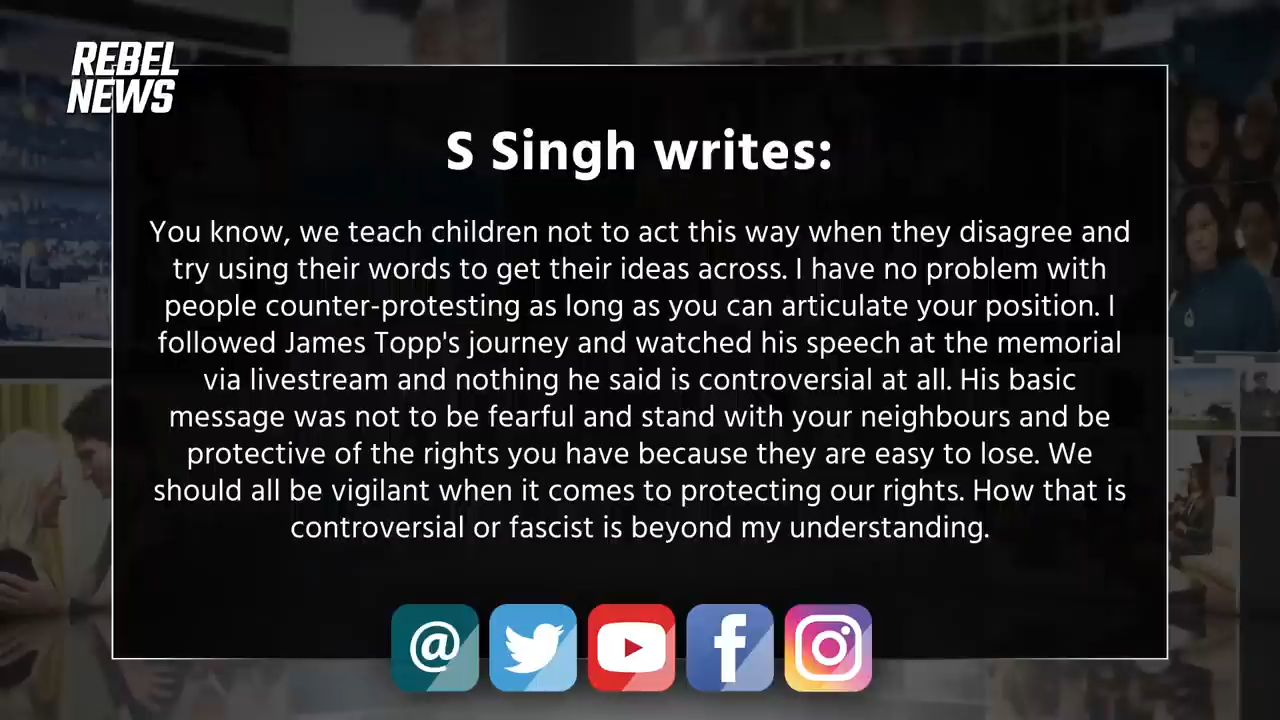 REBEL
NEWS
S Singh writes:
You know, we teach children not to act this way when they disagree and
try using their words to get their ideas across. I have no problem with
people counter-protesting as long as you can articulate your position. I
followed James Topp's journey and watched his speech at the memorial
via livestream and nothing he said is controversial at all. His basic
message was not to be fearful and stand with your neighbours and be
protective of the rights you have because they are easy to lose. We
should all be vigilant when it comes to protecting our rights. How that is
controversial or fascist is beyond my understanding.